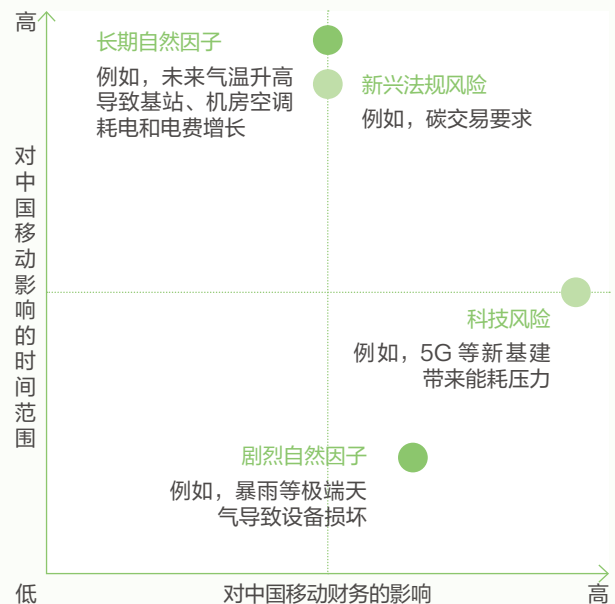 高
长期自然因子
例如，未来气温升高
导致基站、机房空调
耗电和电费增长
新兴法规风险
例如，碳交易要求
对中国移动影响的时间范围
科技风险
例如，5G 等新基建
带来能耗压力
剧烈自然因子
例如，暴雨等极端天
气导致设备损坏
低
对中国移动财务的影响
高